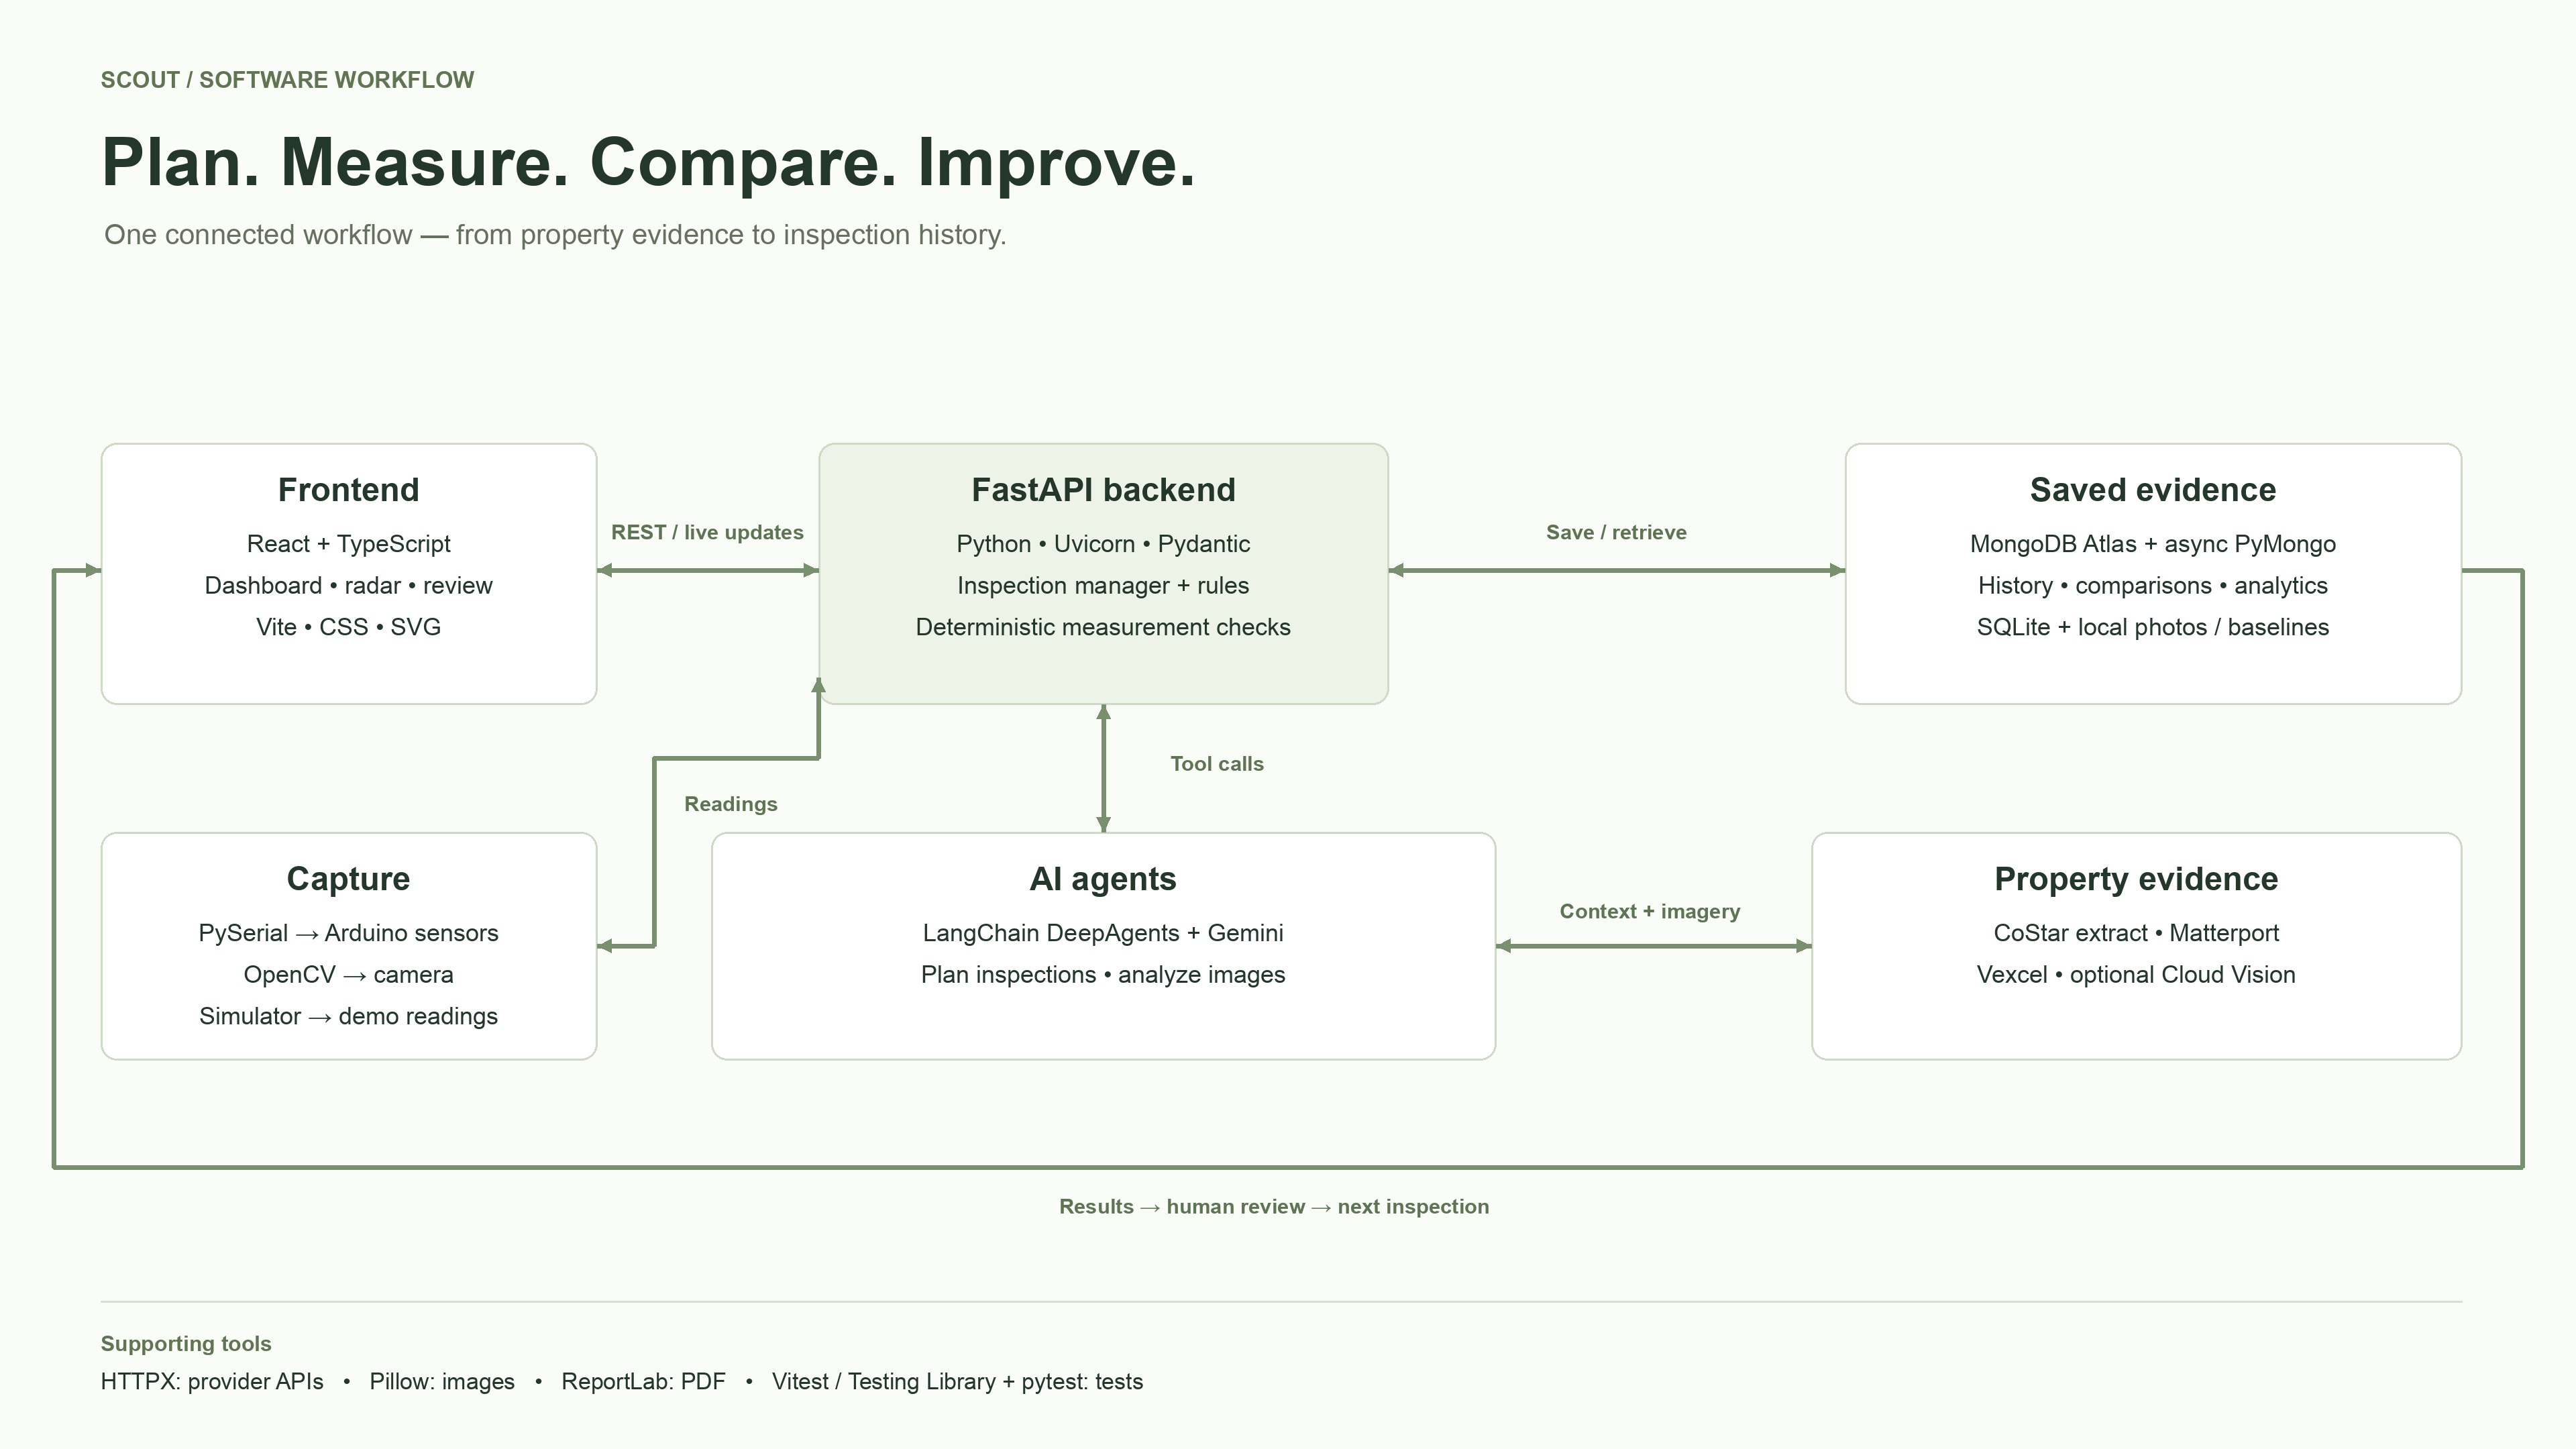 SCOUT / SOFTWARE WORKFLOW
Plan. Measure. Compare. Improve.
One connected workflow — from property evidence to inspection history.
Frontend
React + TypeScript
Dashboard • radar • review
Vite • CSS • SVG
REST / live updates
FastAPI backend
Python • Uvicorn • Pydantic
Inspection manager + rules
Deterministic measurement checks
Save / retrieve
Saved evidence
MongoDB Atlas + async PyMongo
History • comparisons • analytics
SQLite + local photos / baselines
Readings
Tool calls
Capture
PySerial → Arduino sensors
OpenCV → camera
Simulator → demo readings
AI agents
LangChain DeepAgents + Gemini
Plan inspections • analyze images
Context + imagery
Property evidence
CoStar extract • Matterport
Vexcel • optional Cloud Vision
Results → human review → next inspection
Supporting tools
HTTPX: provider APIs • Pillow: images • ReportLab: PDF • Vitest / Testing Library + pytest: tests